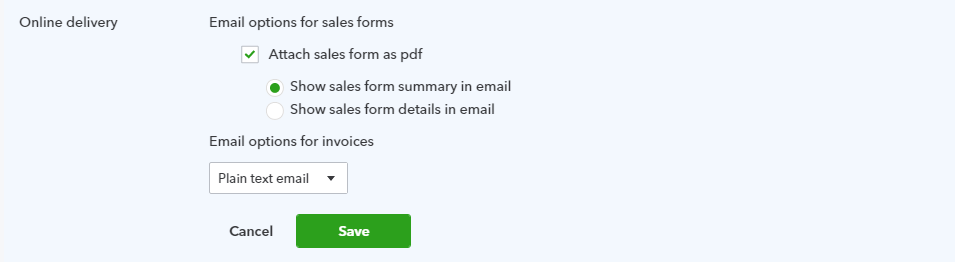 Online delivery
Email options for sales forms
Attach sales form as pdf
Show sales form summary in email
Show sales form details in email
Email options for invoices
Plain text email
Cancel
Save